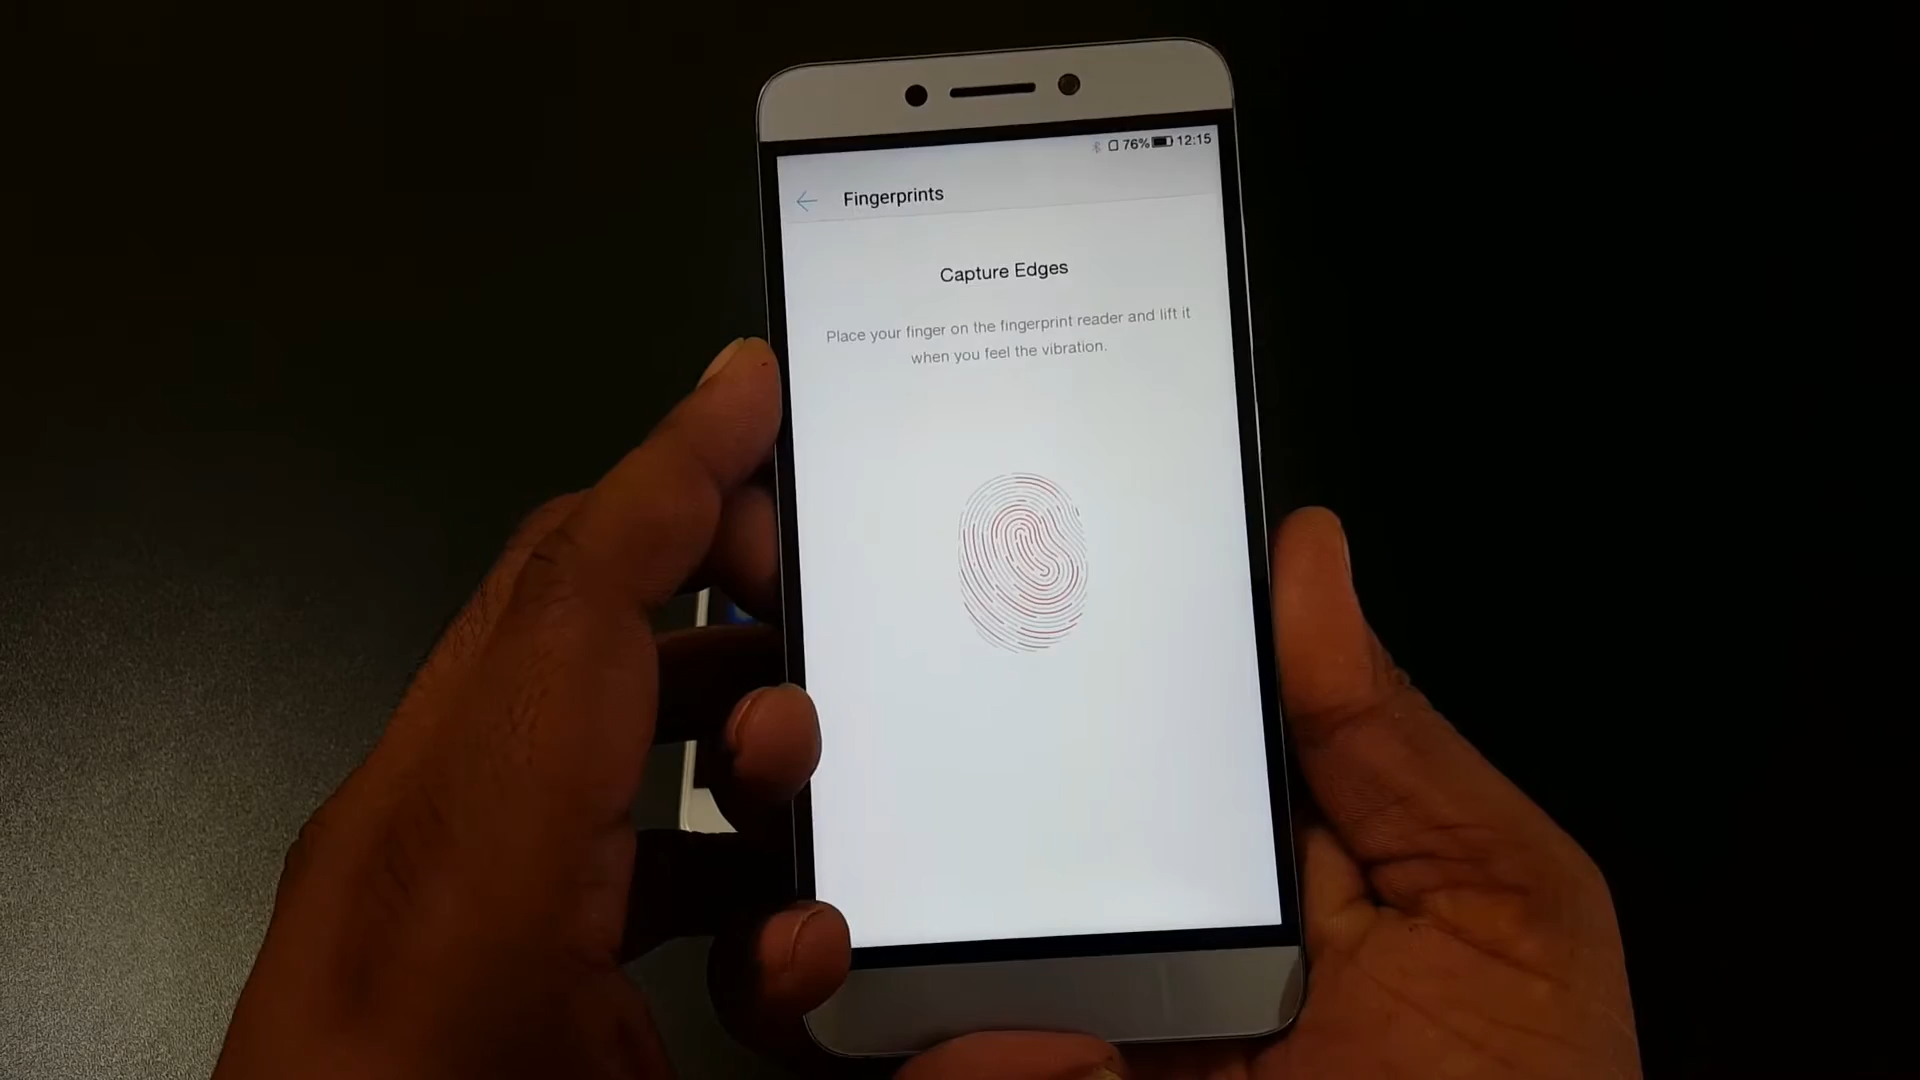 76% 12:15
Fingerprints
Capture Edges
Place your finger on the fingerprint reader and lift it
when you feel the vibration.